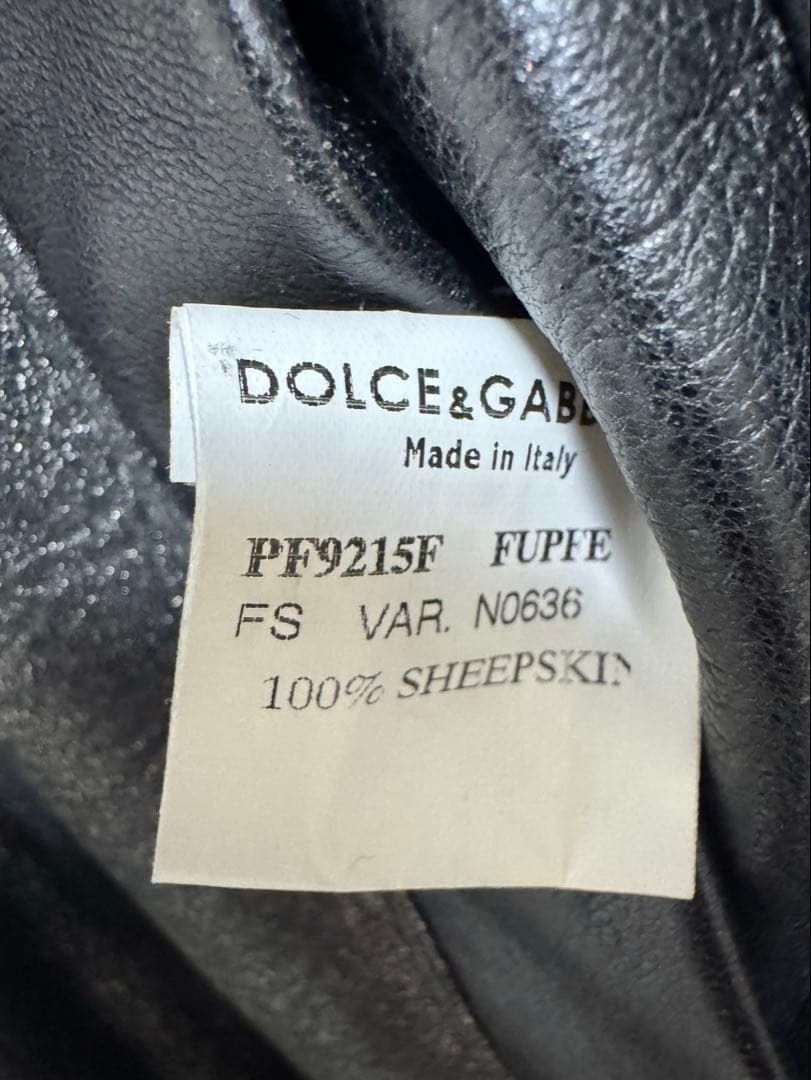 DOLCE&GABB
Made in Italy
PF9215F FUPFE
FS VAR. N0636
100% SHEEPSKIN